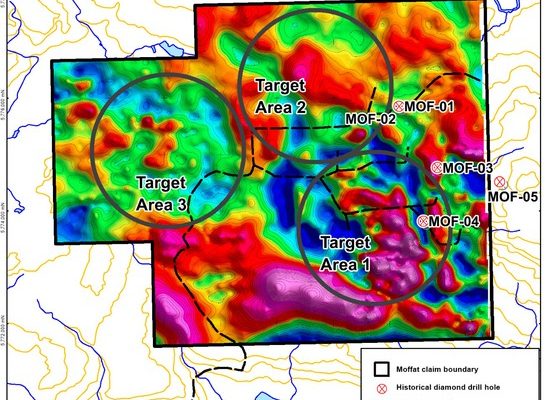 Target
Area 2
MOF-01
MOF-02
MOF-03
Target
Area 3
MOF-05
MOF-04
Target
Area 1
Moffat claim boundary
Historical diamond drill hole